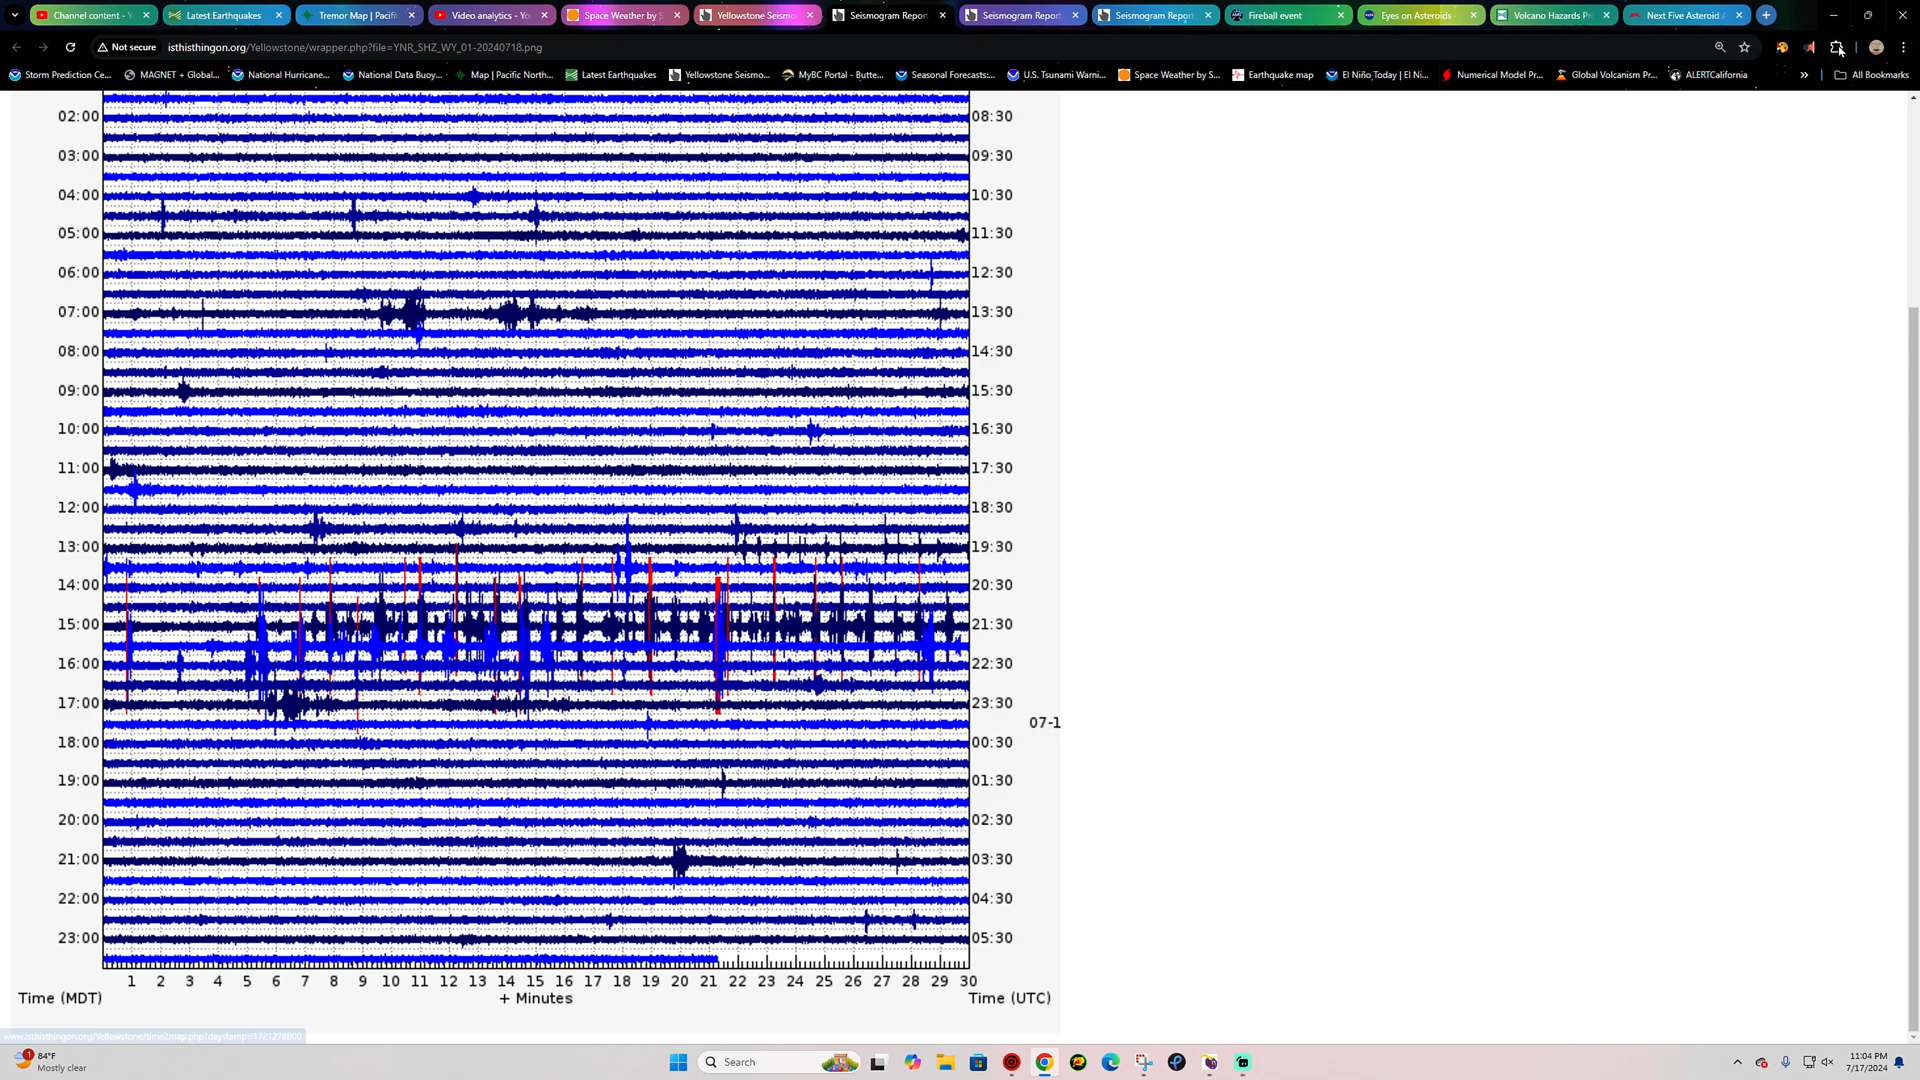 Channel content - Yo
Latest Earthquakes
Tremor Map | Pacific
Video analytics - Yo
Space Weather by S
Yellowstone Seismo
Seismogram Report
Seismogram Report
Seismogram Report
Fireball event
Eyes on Asteroids
Volcano Hazards Pr
Next Five Asteroid A
Not secure
isthisthingon.org/Yellowstone/wrapper.php?file=YNR_SHZ_WY_01-20240718.png
Storm Prediction Ce...
MAGNET + Global...
National Hurricane...
National Data Buoy...
Map | Pacific North...
Latest Earthquakes
Yellowstone Seismo...
MyBC Portal - Butte...
Seasonal Forecasts:...
U.S. Tsunami Warni...
Space Weather by S...
Earthquake map
El Niño Today | El Ni...
Numerical Model Pr...
Global Volcanism Pr...
ALERTCalifornia
All Bookmarks
02:00 08:30
03:00 09:30
04:00 10:30
05:00 11:30
06:00 12:30
07:00 13:30
08:00 14:30
09:00 15:30
10:00 16:30
11:00 17:30
12:00 18:30
13:00 19:30
14:00 20:30
15:00 21:30
16:00 22:30
17:00 23:30
07-1
18:00 00:30
19:00 01:30
20:00 02:30
21:00 03:30
22:00 04:30
23:00 05:30
1 2 3 4 5 6 7 8 9 10 11 12 13 14 15 16 17 18 19 20 21 22 23 24 25 26 27 28 29 30
Time (MDT) + Minutes Time (UTC)
www.isthisthingon.org/Yellowstone/time2map.php?daystamp=1721278800
1
84°F
Mostly clear
Search
11:04 PM
7/17/2024